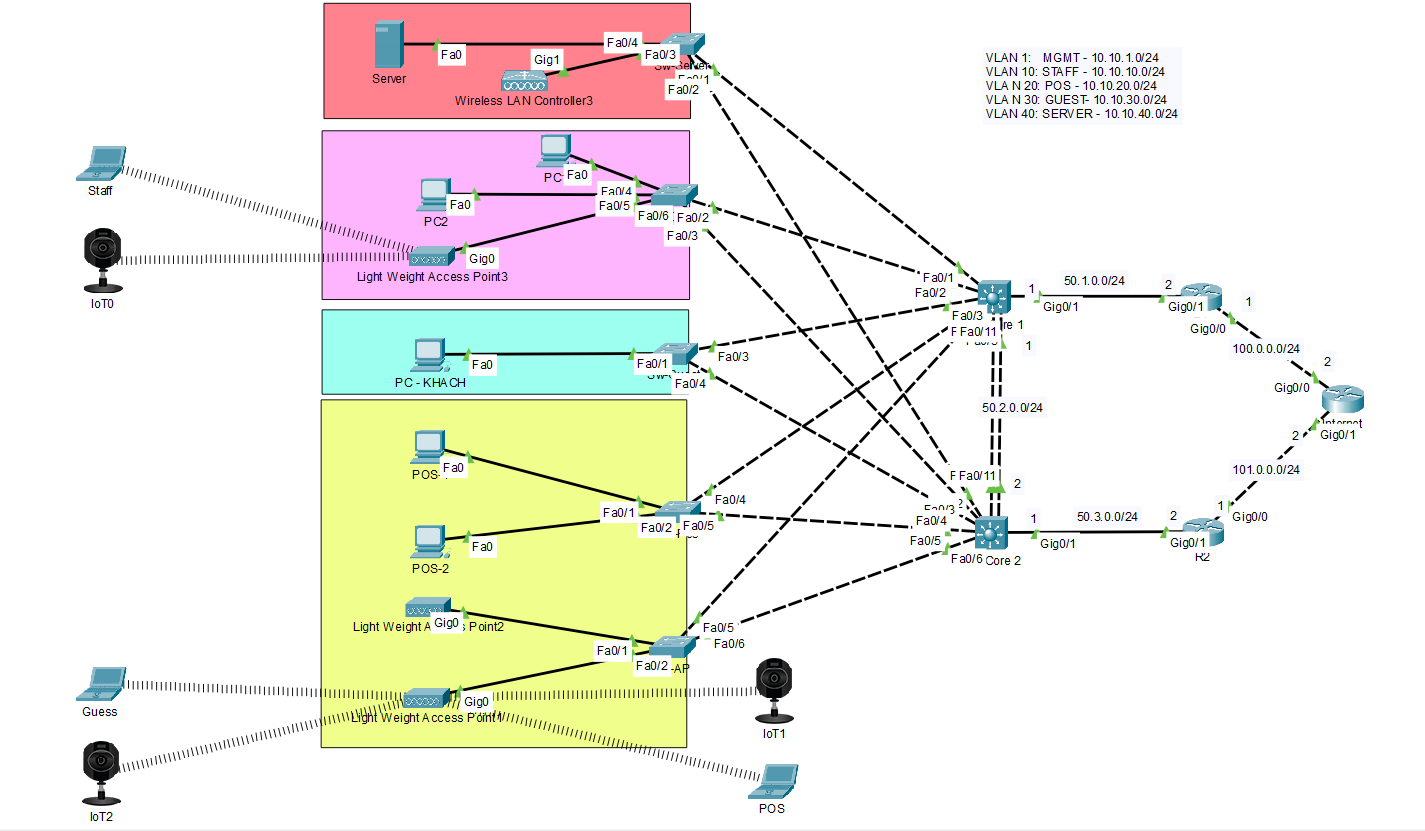 Server
Fa0
Gig1
Wireless LAN Controller3
Fa0/4
Fa0/3
Fa0/1
Fa0/2
VLAN 1: MGMT - 10.10.1.0/24
VLAN 10: STAFF - 10.10.10.0/24
VLA N 20: POS - 10.10.20.0/24
VLA N 30: GUEST- 10.10.30.0/24
VLAN 40: SERVER - 10.10.40.0/24
Staff
IoT0
Fa0
PC2
Fa0
Fa0/4
Fa0/5
Fa0/6
Fa0/2
Fa0/3
Gig0
Light Weight Access Point3
PC - KHACH
Fa0
Fa0/1
Fa0/3
Fa0/4
Fa0/1
Fa0/2
Fa0/3
Fa0/11
1
1
Gig0/1
50.1.0.0/24
2
Gig0/1
1
Gig0/0
100.0.0.0/24
2
Gig0/0
Internet
Gig0/1
2
101.0.0.0/24
1
Gig0/0
50.2.0.0/24
Fa0/11
2
Fa0/4
Fa0/5
Fa0/6
Core 2
1
Gig0/1
50.3.0.0/24
2
Gig0/1
R2
Fa0
POS-2
Fa0
Fa0/1
Fa0/2
Fa0/5
Fa0/4
Gig0
Light Weight Access Point2
Fa0/1
Fa0/2
-AP
Fa0/5
Fa0/6
Gig0
Light Weight Access Point1
Guess
IoT2
IoT1
POS